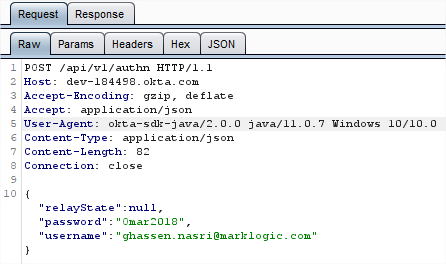 Request Response
Raw Params Headers Hex JSON
1 POST /api/v1/authn HTTP/1.1
2 Host: dev-184498.okta.com
3 Accept-Encoding: gzip, deflate
4 Accept: application/json
5 User-Agent: okta-sdk-java/2.0.0 java/11.0.7 Windows 10/10.0
6 Content-Type: application/json
7 Content-Length: 82
8 Connection: close
9
10 {
"relayState":null,
"password":"0mar2018",
"username":"ghassen.nasri@marklogic.com"
}